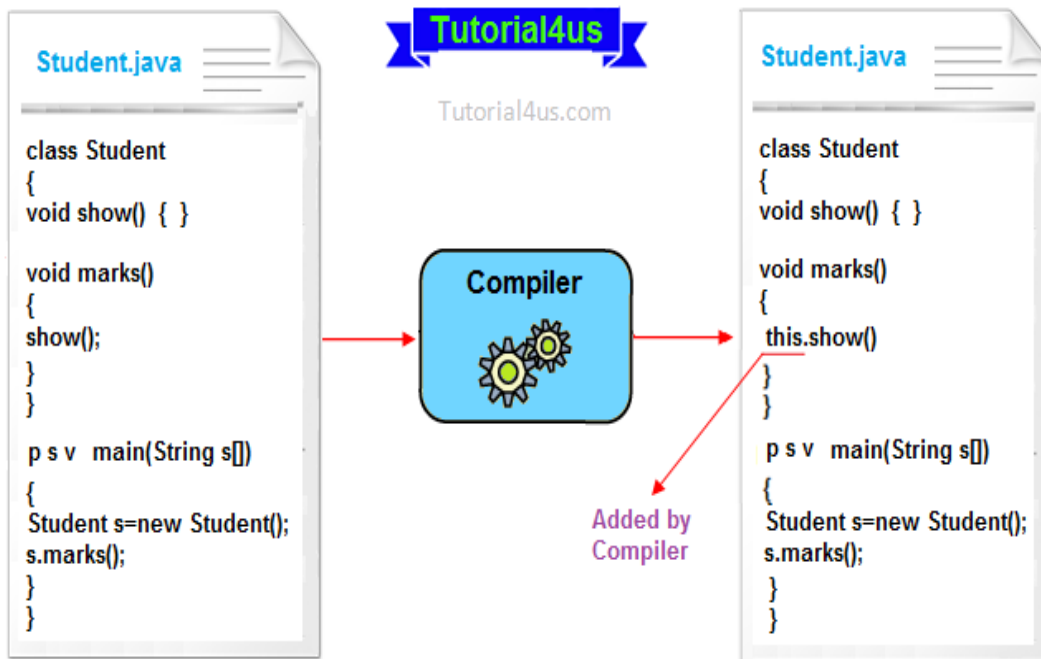 Tutorial4us
Tutorial4us.com
Student.java
class Student
{
void show() { }
void marks()
{
show();
}
}
p s v main(String s[])
{
Student s=new Student();
s.marks();
}
}
Compiler
Student.java
class Student
{
void show() { }
void marks()
{
this.show()
}
}
p s v main(String s[])
{
Student s=new Student();
s.marks();
}
}
Added by
Compiler